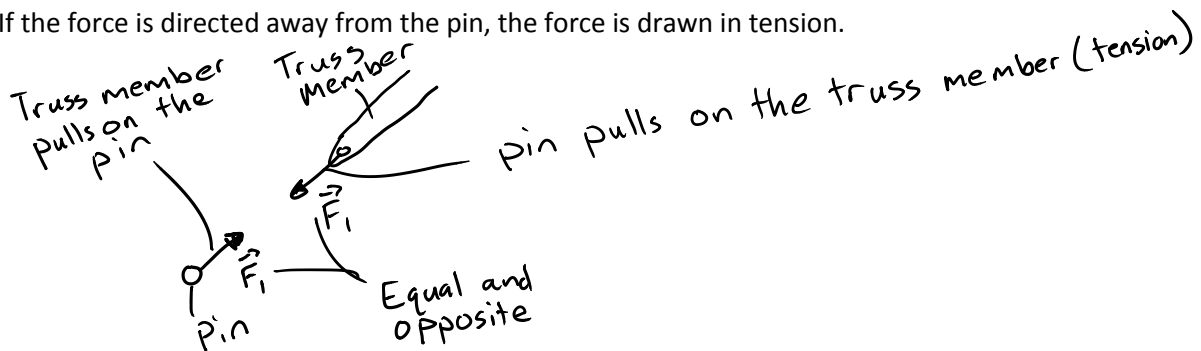 If the force is directed away from the pin, the force is drawn in tension.
Truss member
pulls on the
pin
Truss
member
pin pulls on the truss member (tension)
F₁
F₁
Pin
Equal and
opposite